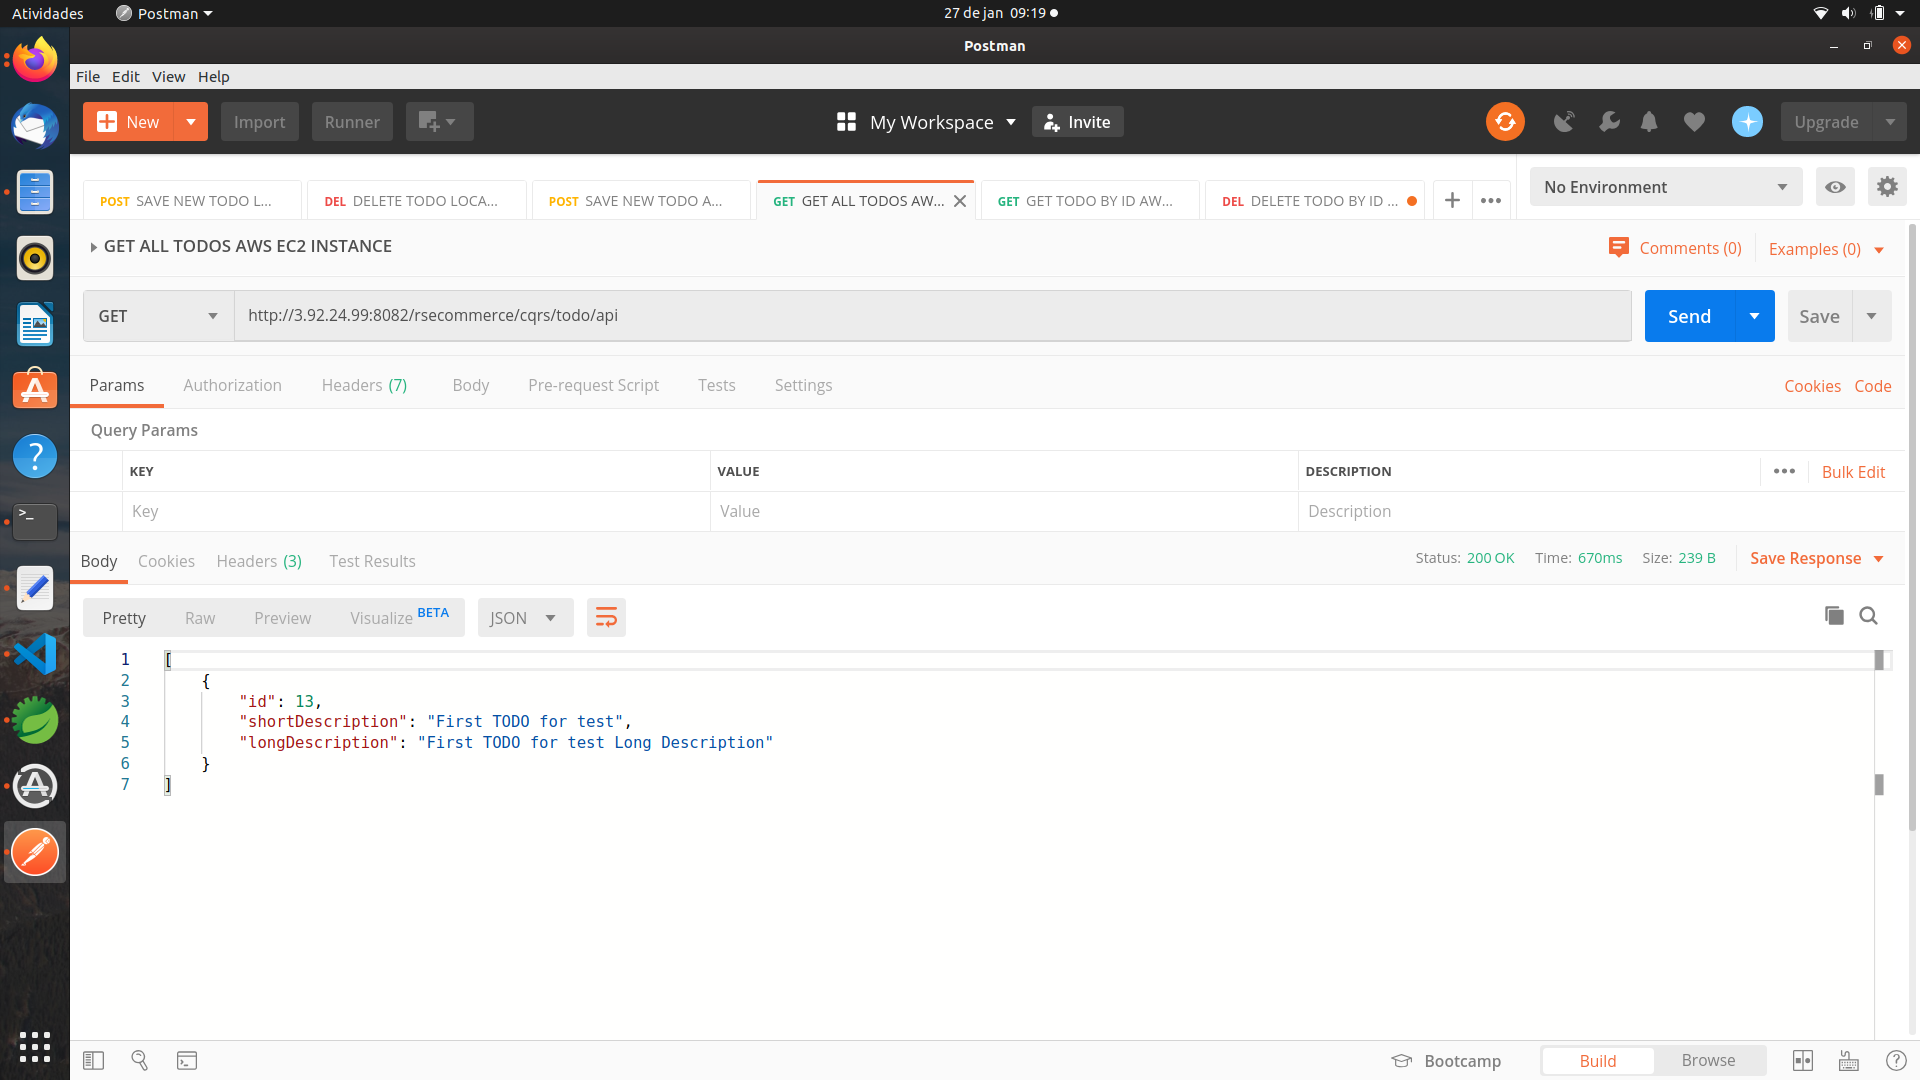 Atividades Postman 27 de jan 09:19
Postman
File Edit View Help
New Import Runner My Workspace Invite Upgrade
POST SAVE NEW TODO L... DEL DELETE TODO LOCA... POST SAVE NEW TODO A... GET GET ALL TODOS AW... GET GET TODO BY ID AW... DEL DELETE TODO BY ID ... No Environment
GET ALL TODOS AWS EC2 INSTANCE Comments (0) Examples (0)
GET http://3.92.24.99:8082/rsecommerce/cqrs/todo/api Send Save
Params Authorization Headers (7) Body Pre-request Script Tests Settings Cookies Code
Query Params
KEY VALUE DESCRIPTION Bulk Edit
Key Value Description
Body Cookies Headers (3) Test Results Status: 200 OK Time: 670ms Size: 239 B Save Response
Pretty Raw Preview Visualize BETA JSON
1 [
2 {
3 "id": 13,
4 "shortDescription": "First TODO for test",
5 "longDescription": "First TODO for test Long Description"
6 }
7 ]
Bootcamp Build Browse